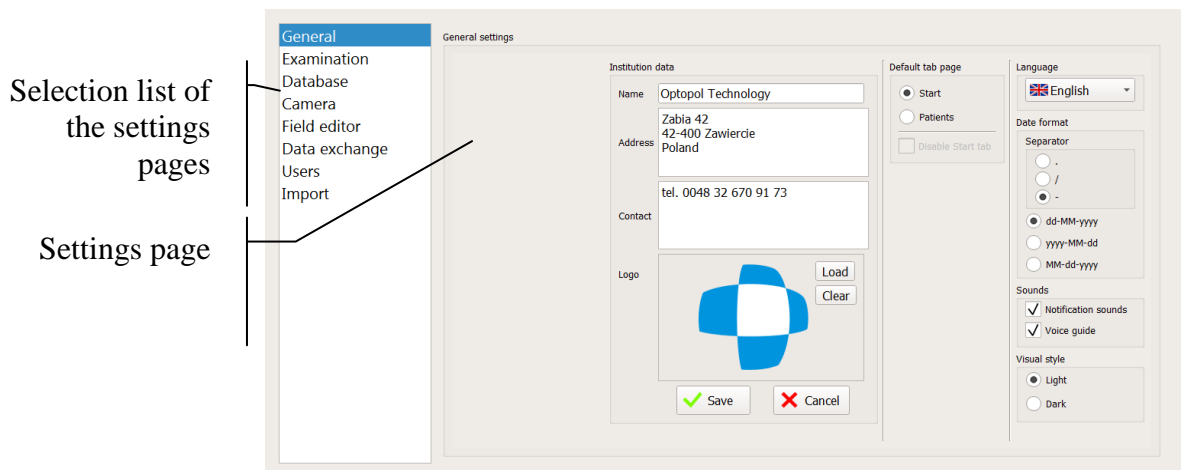 Selection list of
the settings
pages
Settings page
General
Examination
Database
Camera
Field editor
Data exchange
Users
Import
General settings
Institution data
Name
Optopol Technology
Address
Zabia 42
42-400 Zawiercie
Poland
Contact
tel. 0048 32 670 91 73
Logo
Load
Clear
Save
Cancel
Default tab page
Start
Patients
Disable Start tab
Language
English
Date format
Separator
.
/
-
dd-MM-yyyy
yyyy-MM-dd
MM-dd-yyyy
Sounds
Notification sounds
Voice guide
Visual style
Light
Dark